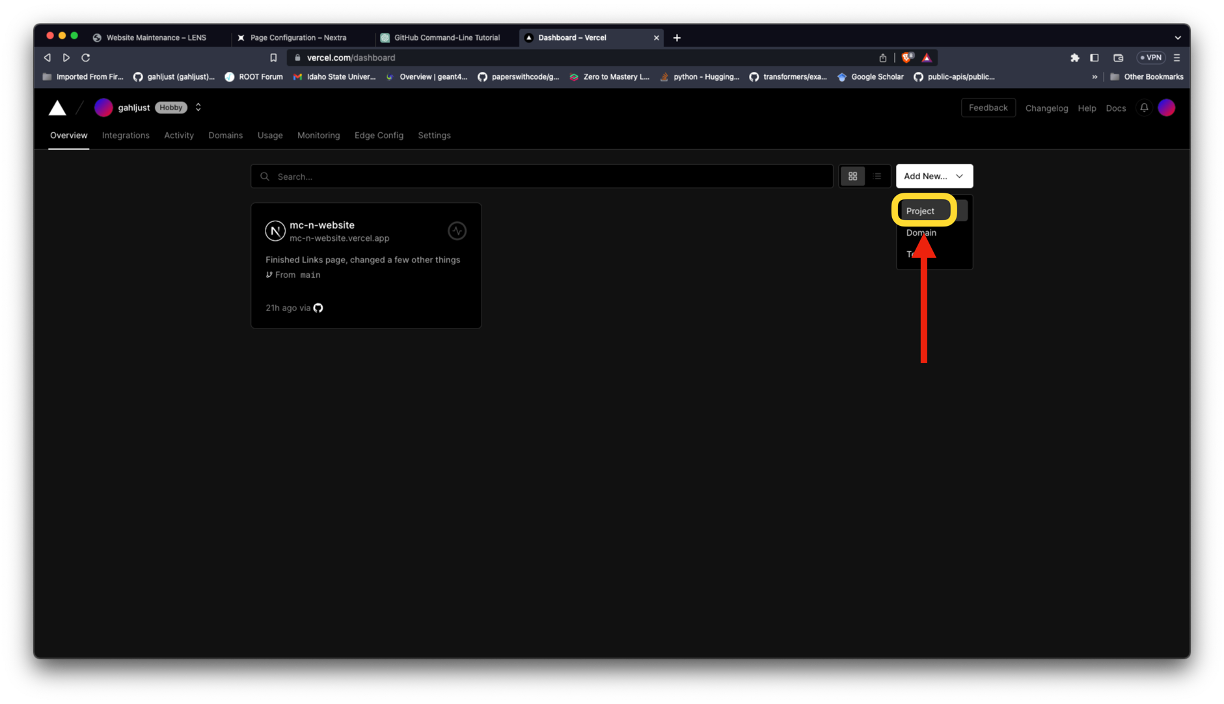 Website Maintenance – LENS
Page Configuration – Nextra
GitHub Command-Line Tutorial
Dashboard – Vercel
vercel.com/dashboard
VPN
Imported From Fir...
gahljust (gahljust)...
ROOT Forum
Idaho State Univer...
Overview | geant4...
paperswithcode/g...
Zero to Mastery L...
python - Hugging...
transformers/exa...
Google Scholar
public-apis/public...
Other Bookmarks
gahljust Hobby
Feedback Changelog Help Docs
Overview Integrations Activity Domains Usage Monitoring Edge Config Settings
Search...
Add New...
Project
Domain
mc-n-website
mc-n-website.vercel.app
Finished Links page, changed a few other things
From main
21h ago via